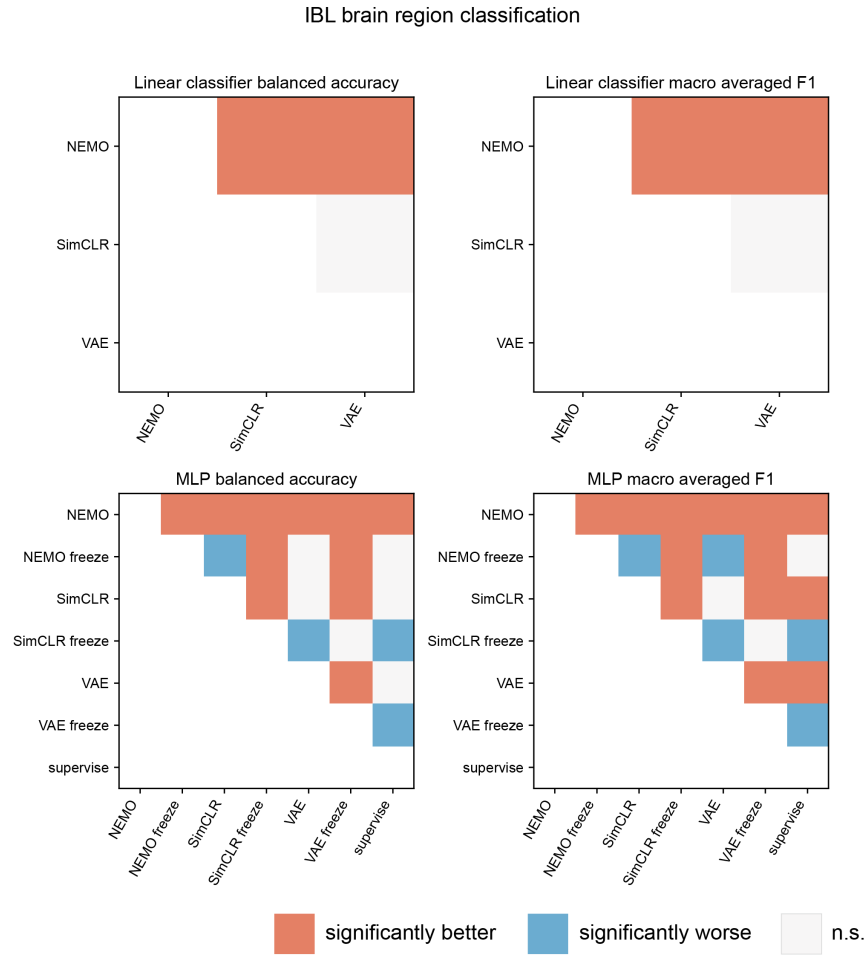 IBL brain region classification
Linear classifier balanced accuracy
NEMO
SimCLR
VAE
NEMO
SimCLR
VAE
Linear classifier macro averaged F1
NEMO
SimCLR
VAE
NEMO
SimCLR
VAE
MLP balanced accuracy
NEMO
NEMO freeze
SimCLR
SimCLR freeze
VAE
VAE freeze
supervise
NEMO
NEMO freeze
SimCLR
SimCLR freeze
VAE
VAE freeze
supervise
MLP macro averaged F1
NEMO
NEMO freeze
SimCLR
SimCLR freeze
VAE
VAE freeze
supervise
NEMO
NEMO freeze
SimCLR
SimCLR freeze
VAE
VAE freeze
supervise
significantly better
significantly worse
n.s.